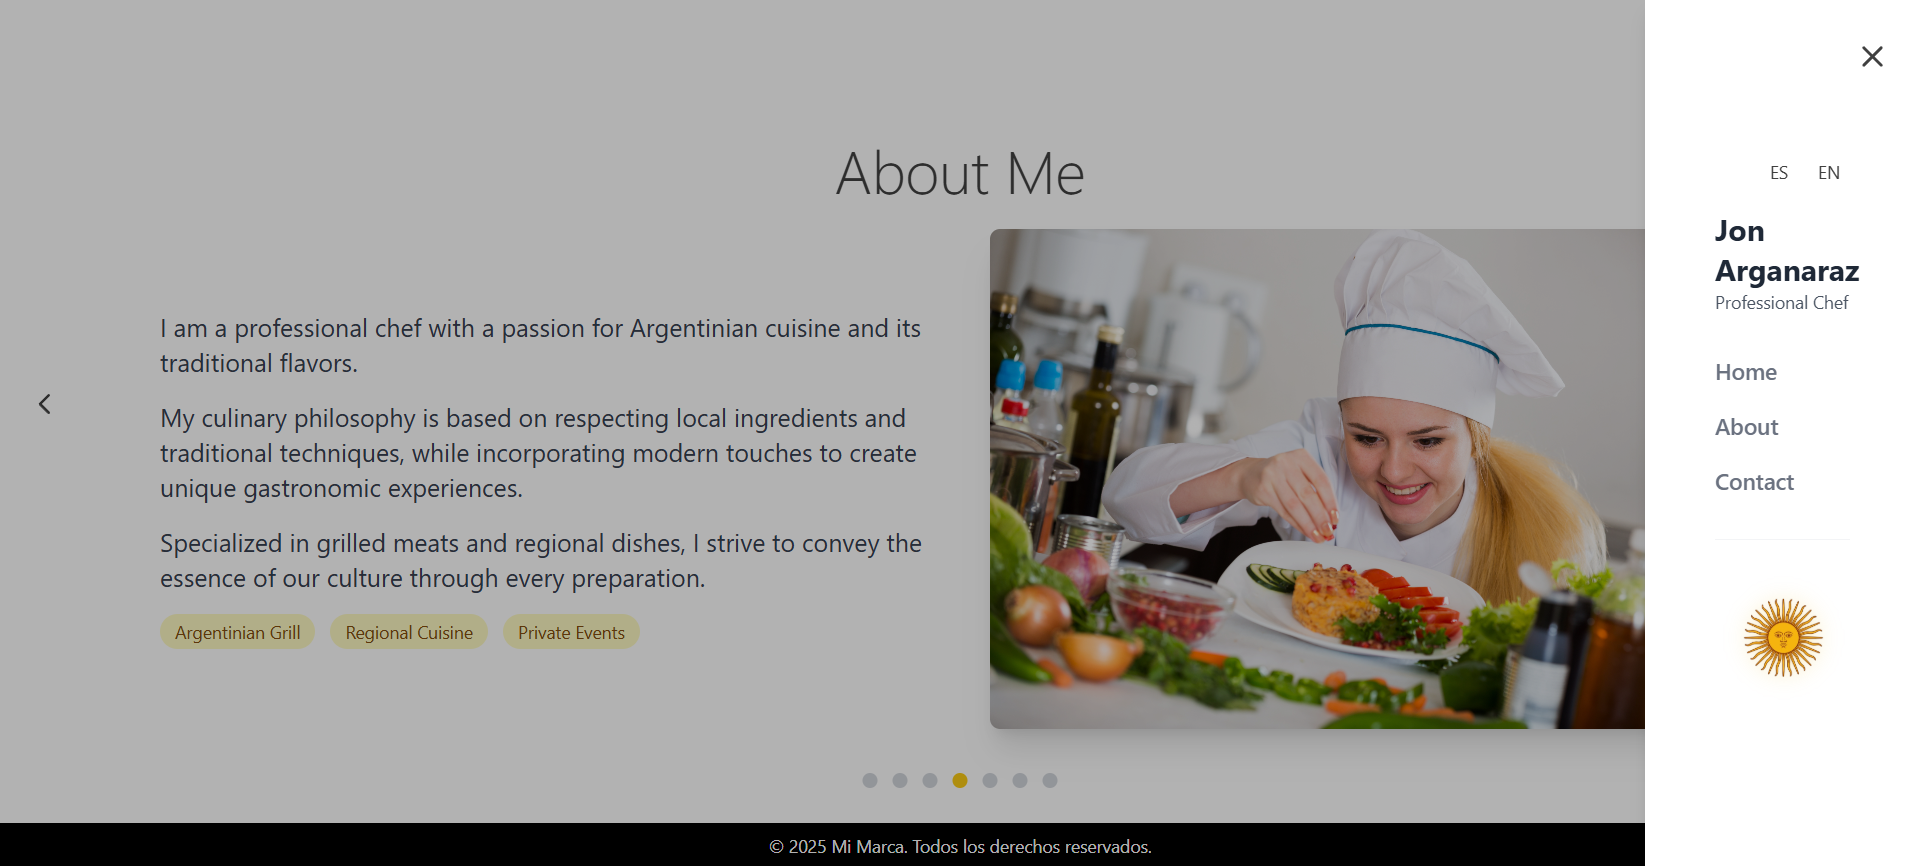 About Me
I am a professional chef with a passion for Argentinian cuisine and its
traditional flavors.
My culinary philosophy is based on respecting local ingredients and
traditional techniques, while incorporating modern touches to create
unique gastronomic experiences.
Specialized in grilled meats and regional dishes, I strive to convey the
essence of our culture through every preparation.
Argentinian Grill Regional Cuisine Private Events
© 2025 Mi Marca. Todos los derechos reservados.
ES EN
Jon
Arganaraz
Professional Chef
Home
About
Contact